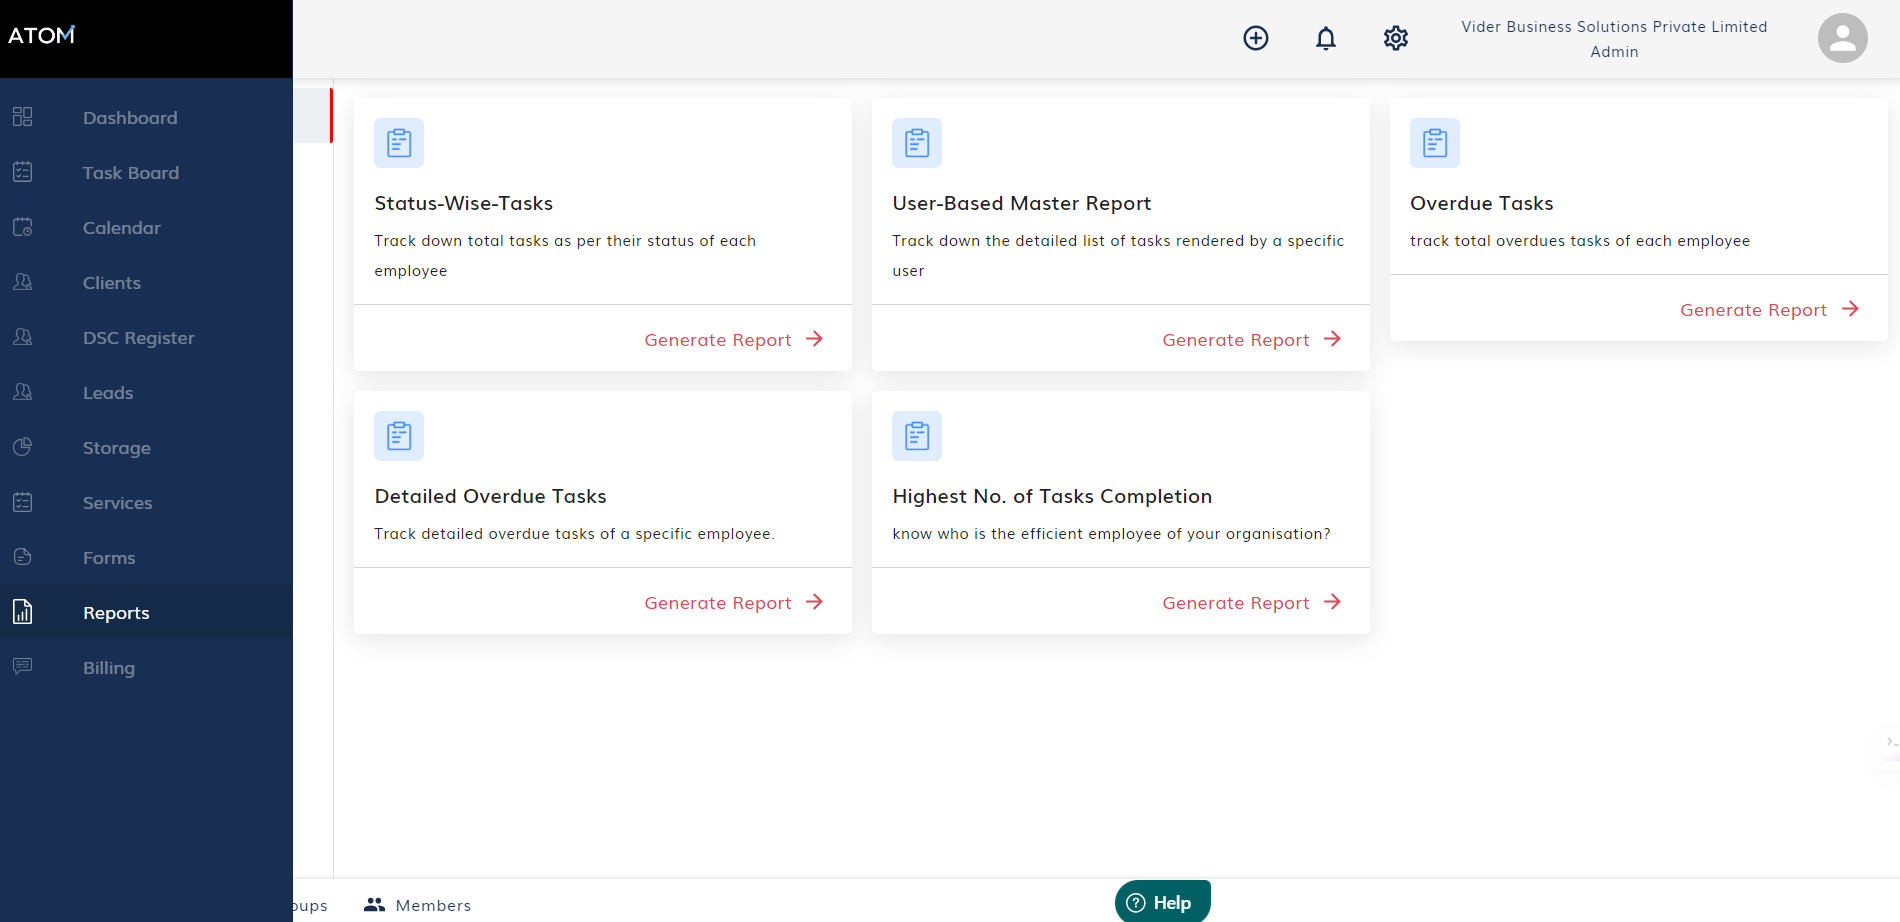 ATOM
Vider Business Solutions Private Limited
Admin
Dashboard
Task Board
Calendar
Clients
DSC Register
Leads
Storage
Services
Forms
Reports
Billing
Status-Wise-Tasks
Track down total tasks as per their status of each
employee
Generate Report
User-Based Master Report
Track down the detailed list of tasks rendered by a specific
user
Generate Report
Overdue Tasks
track total overdues tasks of each employee
Generate Report
Detailed Overdue Tasks
Track detailed overdue tasks of a specific employee.
Generate Report
Highest No. of Tasks Completion
know who is the efficient employee of your organisation?
Generate Report
Members
Help